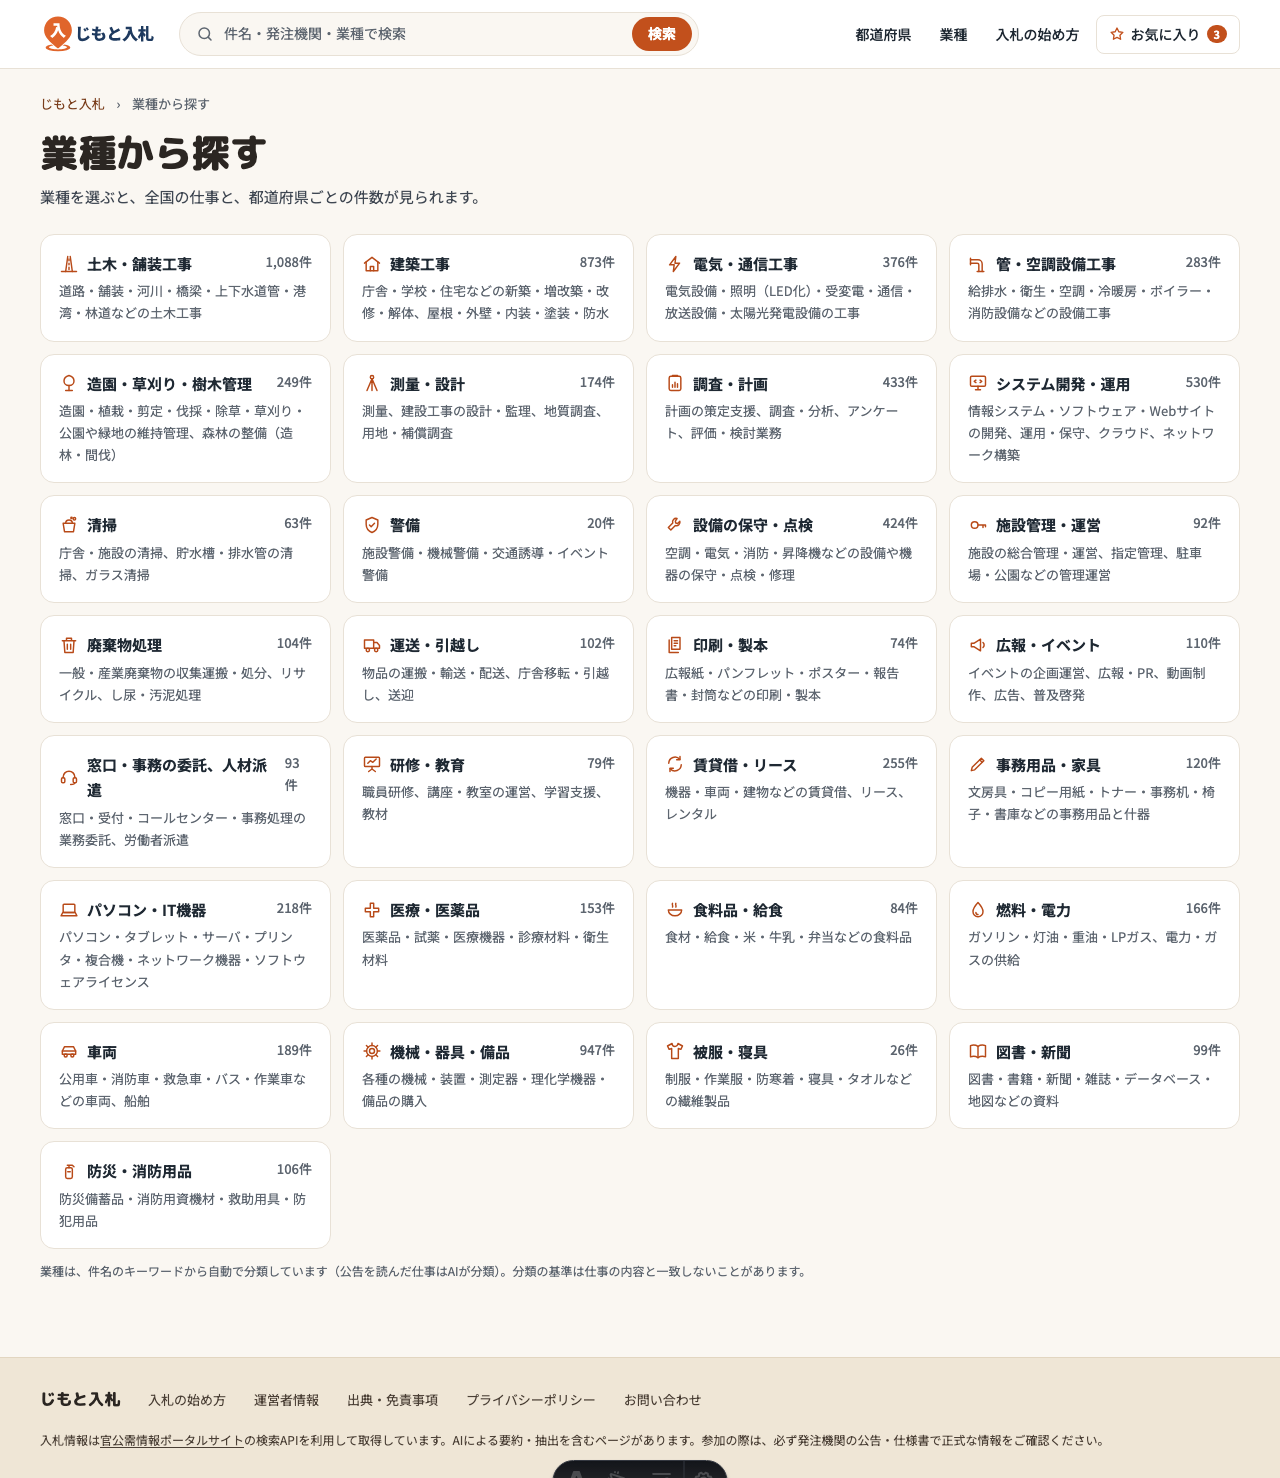 入 じもと入札
件名・発注機関・業種で検索
検索
都道府県
業種
入札の始め方
お気に入り 3
じもと入札 › 業種から探す
業種から探す
業種を選ぶと、全国の仕事と、都道府県ごとの件数が見られます。
土木・舗装工事 1,088件
道路・舗装・河川・橋梁・上下水道管・港
湾・林道などの土木工事
建築工事 873件
庁舎・学校・住宅などの新築・増改築・改
修・解体、屋根・外壁・内装・塗装・防水
電気・通信工事 376件
電気設備・照明（LED化）・受変電・通信・
放送設備・太陽光発電設備の工事
管・空調設備工事 283件
給排水・衛生・空調・冷暖房・ボイラー・
消防設備などの設備工事
造園・草刈り・樹木管理 249件
造園・植栽・剪定・伐採・除草・草刈り・
公園や緑地の維持管理、森林の整備（造
林・間伐）
測量・設計 174件
測量、建設工事の設計・監理、地質調査、
用地・補償調査
調査・計画 433件
計画の策定支援、調査・分析、アンケー
ト、評価・検討業務
システム開発・運用 530件
情報システム・ソフトウェア・Webサイト
の開発、運用・保守、クラウド、ネットワ
ーク構築
清掃 63件
庁舎・施設の清掃、貯水槽・排水管の清
掃、ガラス清掃
警備 20件
施設警備・機械警備・交通誘導・イベント
警備
設備の保守・点検 424件
空調・電気・消防・昇降機などの設備や機
器の保守・点検・修理
施設管理・運営 92件
施設の総合管理・運営、指定管理、駐車
場・公園などの管理運営
廃棄物処理 104件
一般・産業廃棄物の収集運搬・処分、リサ
イクル、し尿・汚泥処理
運送・引越し 102件
物品の運搬・輸送・配送、庁舎移転・引越
し、送迎
印刷・製本 74件
広報紙・パンフレット・ポスター・報告
書・封筒などの印刷・製本
広報・イベント 110件
イベントの企画運営、広報・PR、動画制
作、広告、普及啓発
窓口・事務の委託、人材派 93
遣 件
窓口・受付・コールセンター・事務処理の
業務委託、労働者派遣
研修・教育 79件
職員研修、講座・教室の運営、学習支援、
教材
賃貸借・リース 255件
機器・車両・建物などの賃貸借、リース、
レンタル
事務用品・家具 120件
文房具・コピー用紙・トナー・事務机・椅
子・書庫などの事務用品と什器
パソコン・IT機器 218件
パソコン・タブレット・サーバ・プリン
タ・複合機・ネットワーク機器・ソフトウ
ェアライセンス
医療・医薬品 153件
医薬品・試薬・医療機器・診療材料・衛生
材料
食料品・給食 84件
食材・給食・米・牛乳・弁当などの食料品
燃料・電力 166件
ガソリン・灯油・重油・LPガス、電力・ガ
スの供給
車両 189件
公用車・消防車・救急車・バス・作業車な
どの車両、船舶
機械・器具・備品 947件
各種の機械・装置・測定器・理化学機器・
備品の購入
被服・寝具 26件
制服・作業服・防寒着・寝具・タオルなど
の繊維製品
図書・新聞 99件
図書・書籍・新聞・雑誌・データベース・
地図などの資料
防災・消防用品 106件
防災備蓄品・消防用資機材・救助用具・防
犯用品
業種は、件名のキーワードから自動で分類しています（公告を読んだ仕事はAIが分類）。分類の基準は仕事の内容と一致しないことがあります。
じもと入札 入札の始め方 運営者情報 出典・免責事項 プライバシーポリシー お問い合わせ
入札情報は官公需情報ポータルサイトの検索APIを利用して取得しています。AIによる要約・抽出を含むページがあります。参加の際は、必ず発注機関の公告・仕様書で正式な情報をご確認ください。